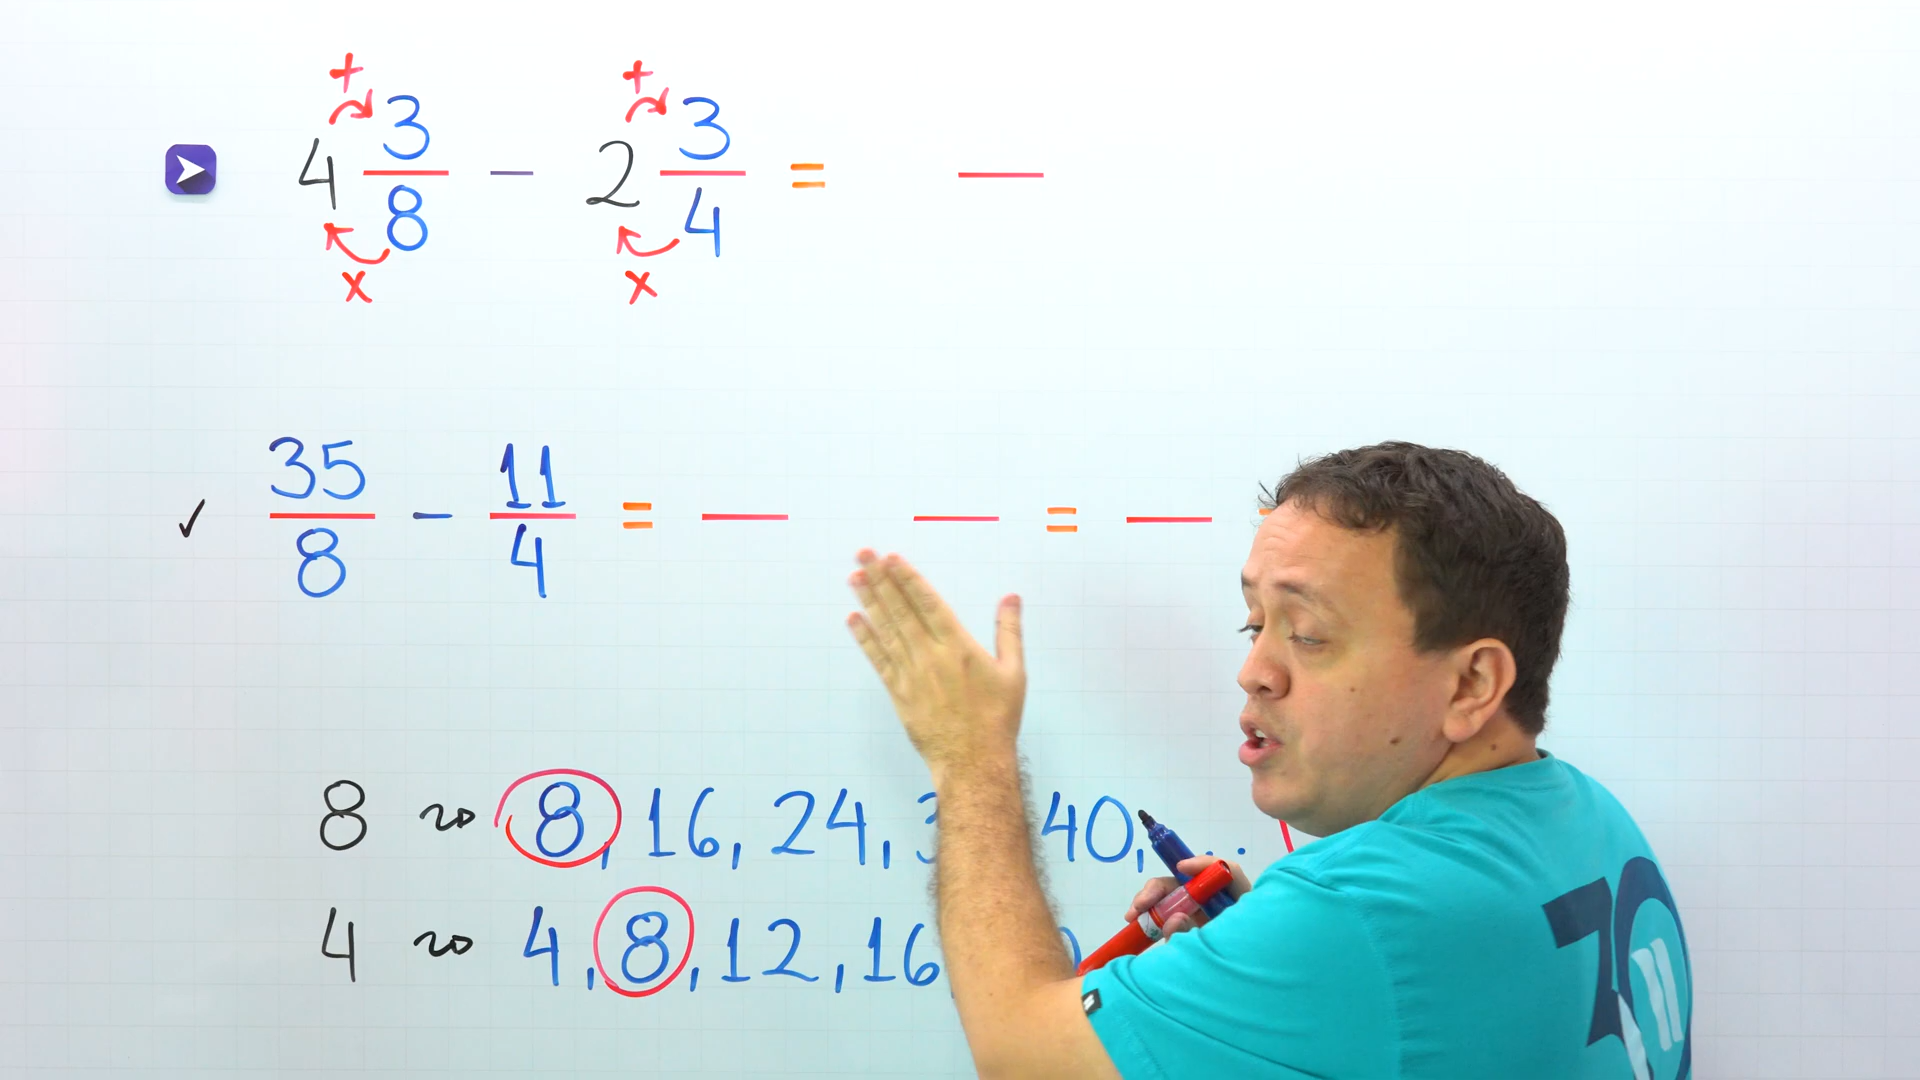 + +
4 3/8 − 2 3/4 =
x x
✓ 35/8 − 11/4 = =
8 ~> 8, 16, 24, 3 40, ...
4 ~> 4, 8, 12, 16,